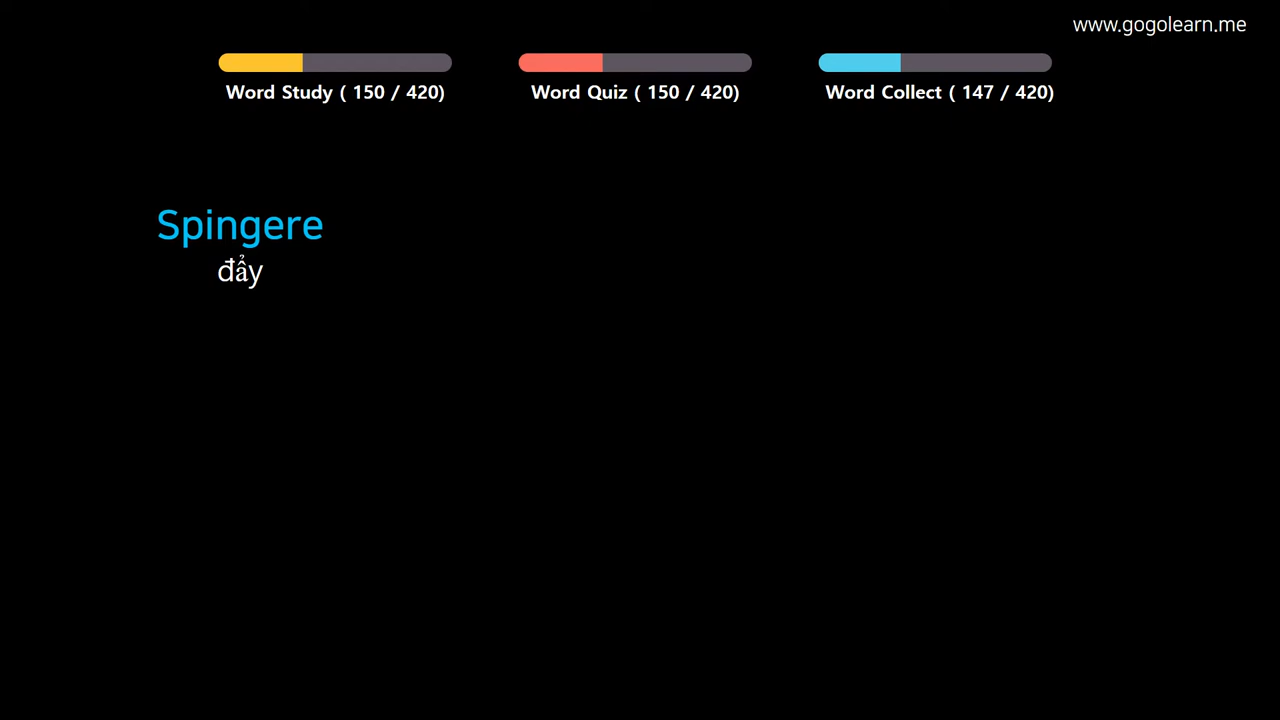 www.gogolearn.me
Word Study ( 150 / 420)
Word Quiz ( 150 / 420)
Word Collect ( 147 / 420)
Spingere
đẩy